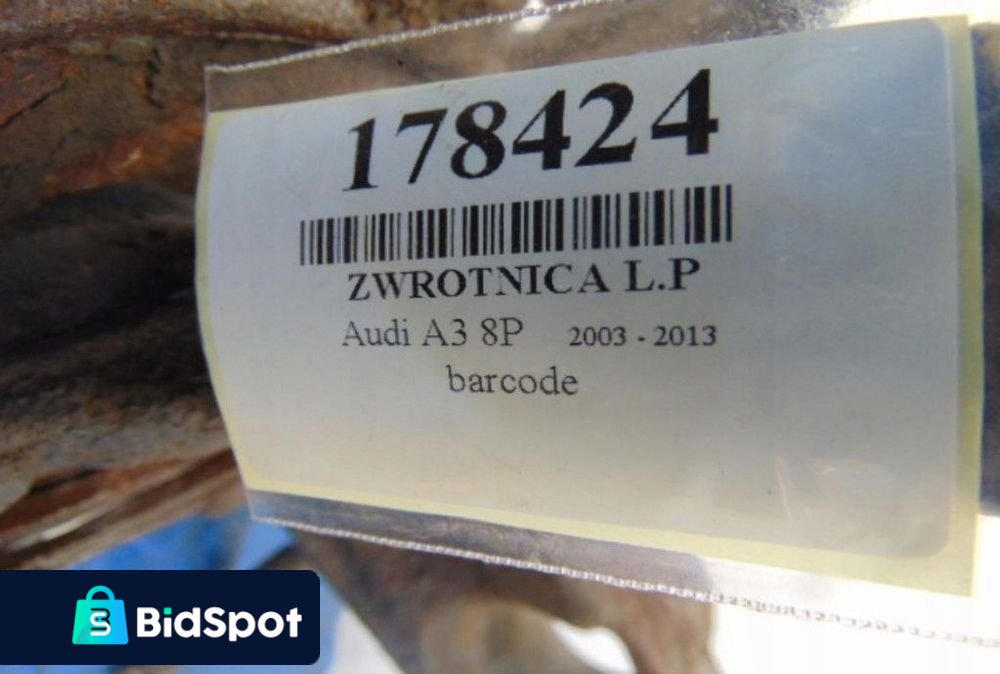 178424
ZWROTNICA L.P
Audi A3 8P 2003 - 2013
barcode
BidSpot